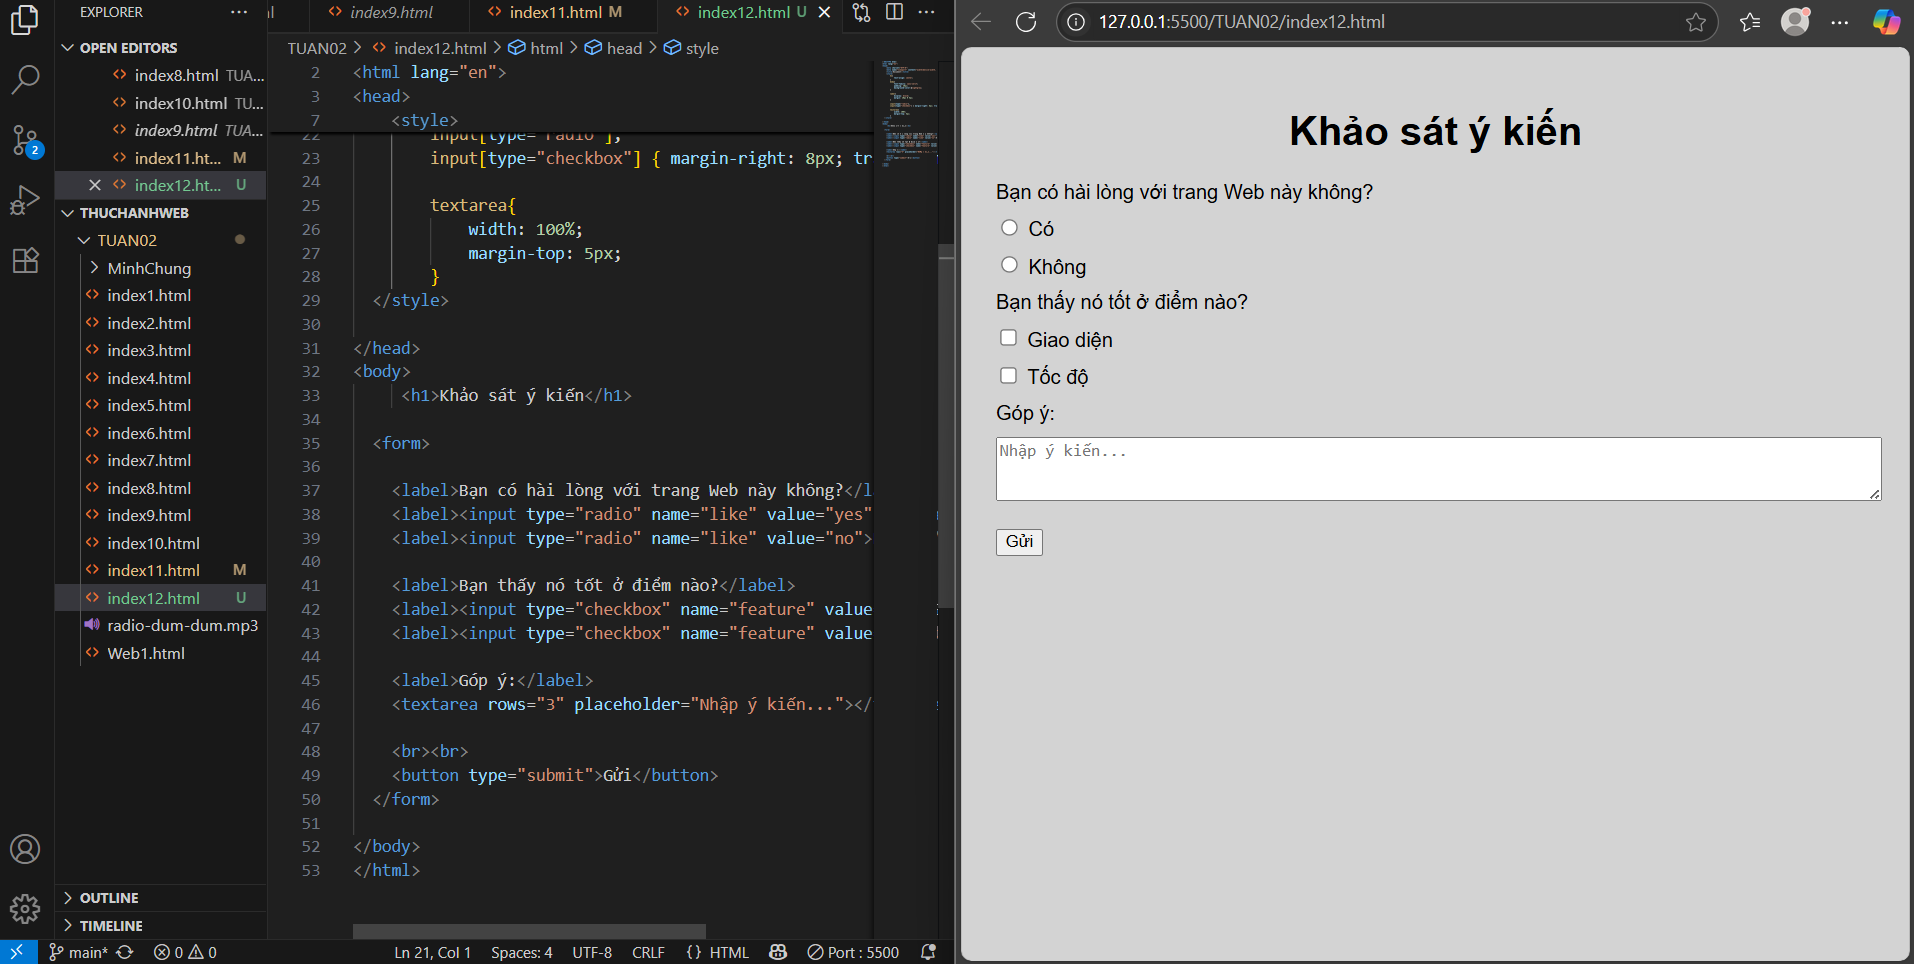 EXPLORER
OPEN EDITORS
index8.html TUA...
index10.html TU...
index9.html TUA...
index11.ht... M
index12.ht... U
THUCHANHWEB
TUAN02
MinhChung
index1.html
index2.html
index3.html
index4.html
index5.html
index6.html
index7.html
index8.html
index9.html
index10.html
index11.html M
index12.html U
radio-dum-dum.mp3
Web1.html
OUTLINE
TIMELINE
2
index9.html
index11.html M
index12.html U
TUAN02 > index12.html > html > head > style
2 <html lang="en">
3 <head>
7 <style>
22 input[type="radio"],
23 input[type="checkbox"] { margin-right: 8px; tr
24
25 textarea{
26 width: 100%;
27 margin-top: 5px;
28 }
29 </style>
30
31 </head>
32 <body>
33 <h1>Khảo sát ý kiến</h1>
34
35 <form>
36
37 <label>Bạn có hài lòng với trang Web này không?</l
38 <label><input type="radio" name="like" value="yes"
39 <label><input type="radio" name="like" value="no">
40
41 <label>Bạn thấy nó tốt ở điểm nào?</label>
42 <label><input type="checkbox" name="feature" value
43 <label><input type="checkbox" name="feature" value
44
45 <label>Góp ý:</label>
46 <textarea rows="3" placeholder="Nhập ý kiến..."></
47
48 <br><br>
49 <button type="submit">Gửi</button>
50 </form>
51
52 </body>
53 </html>
main* 0 0 Ln 21, Col 1 Spaces: 4 UTF-8 CRLF {} HTML Port : 5500
127.0.0.1:5500/TUAN02/index12.html
Khảo sát ý kiến
Bạn có hài lòng với trang Web này không?
Có
Không
Bạn thấy nó tốt ở điểm nào?
Giao diện
Tốc độ
Góp ý:
Nhập ý kiến...
Gửi